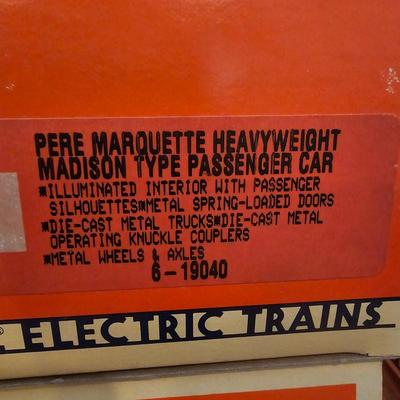 PERE MARQUETTE HEAVYWEIGHT
MADISON TYPE PASSENGER CAR
*ILLUMINATED INTERIOR WITH PASSENGER
SILHOUETTES*METAL SPRING-LOADED DOORS
*DIE-CAST METAL TRUCKS*DIE-CAST METAL
OPERATING KNUCKLE COUPLERS
*METAL WHEELS & AXLES
6-19040
® ELECTRIC TRAINS